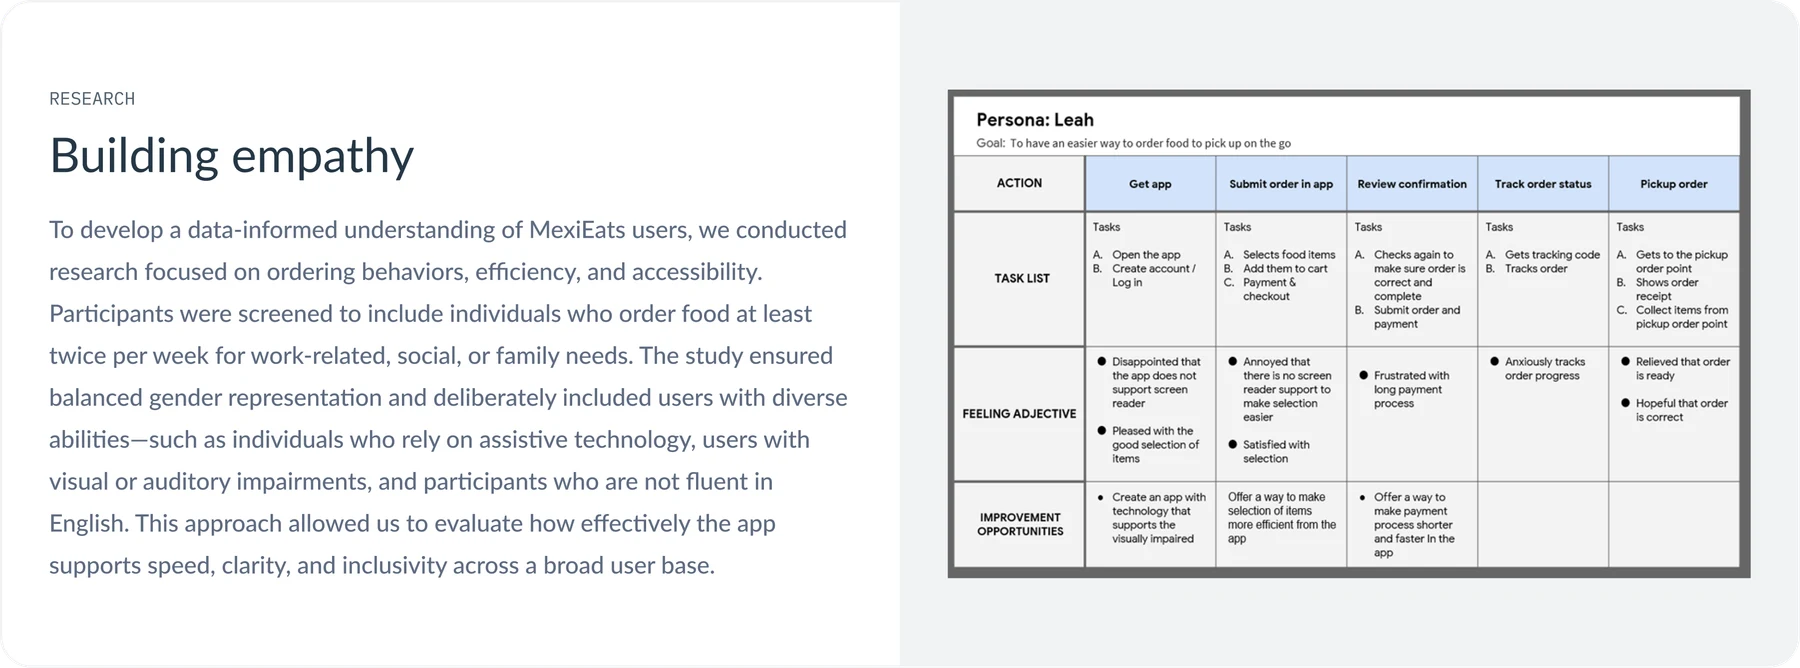 RESEARCH
Building empathy
To develop a data-informed understanding of MexiEats users, we conducted
research focused on ordering behaviors, efficiency, and accessibility.
Participants were screened to include individuals who order food at least
twice per week for work-related, social, or family needs. The study ensured
balanced gender representation and deliberately included users with diverse
abilities—such as individuals who rely on assistive technology, users with
visual or auditory impairments, and participants who are not fluent in
English. This approach allowed us to evaluate how effectively the app
supports speed, clarity, and inclusivity across a broad user base.
Persona: Leah
Goal: To have an easier way to order food to pick up on the go
ACTION
Get app
Submit order in app
Review confirmation
Track order status
Pickup order
TASK LIST
Tasks
A. Open the app
B. Create account /
Log in
Tasks
A. Selects food items
B. Add them to cart
C. Payment &
checkout
Tasks
A. Checks again to
make sure order is
correct and
complete
B. Submit order and
payment
Tasks
A. Gets tracking code
B. Tracks order
Tasks
A. Gets to the pickup
order point
B. Shows order
receipt
C. Collect items from
pickup order point
FEELING ADJECTIVE
● Disappointed that
the app does not
support screen
reader
● Pleased with the
good selection of
items
● Annoyed that
there is no screen
reader support to
make selection
easier
● Satisfied with
selection
● Frustrated with
long payment
process
● Anxiously tracks
order progress
● Relieved that order
is ready
● Hopeful that order
is correct
IMPROVEMENT
OPPORTUNITIES
• Create an app with
technology that
supports the
visually impaired
Offer a way to make
selection of items
more efficient from the
app
• Offer a way to
make payment
process shorter
and faster In the
app